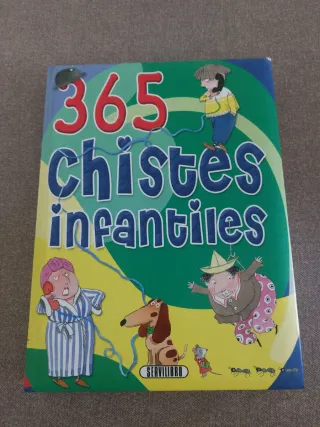 365
chistes
infantiles
SERVILIBRO